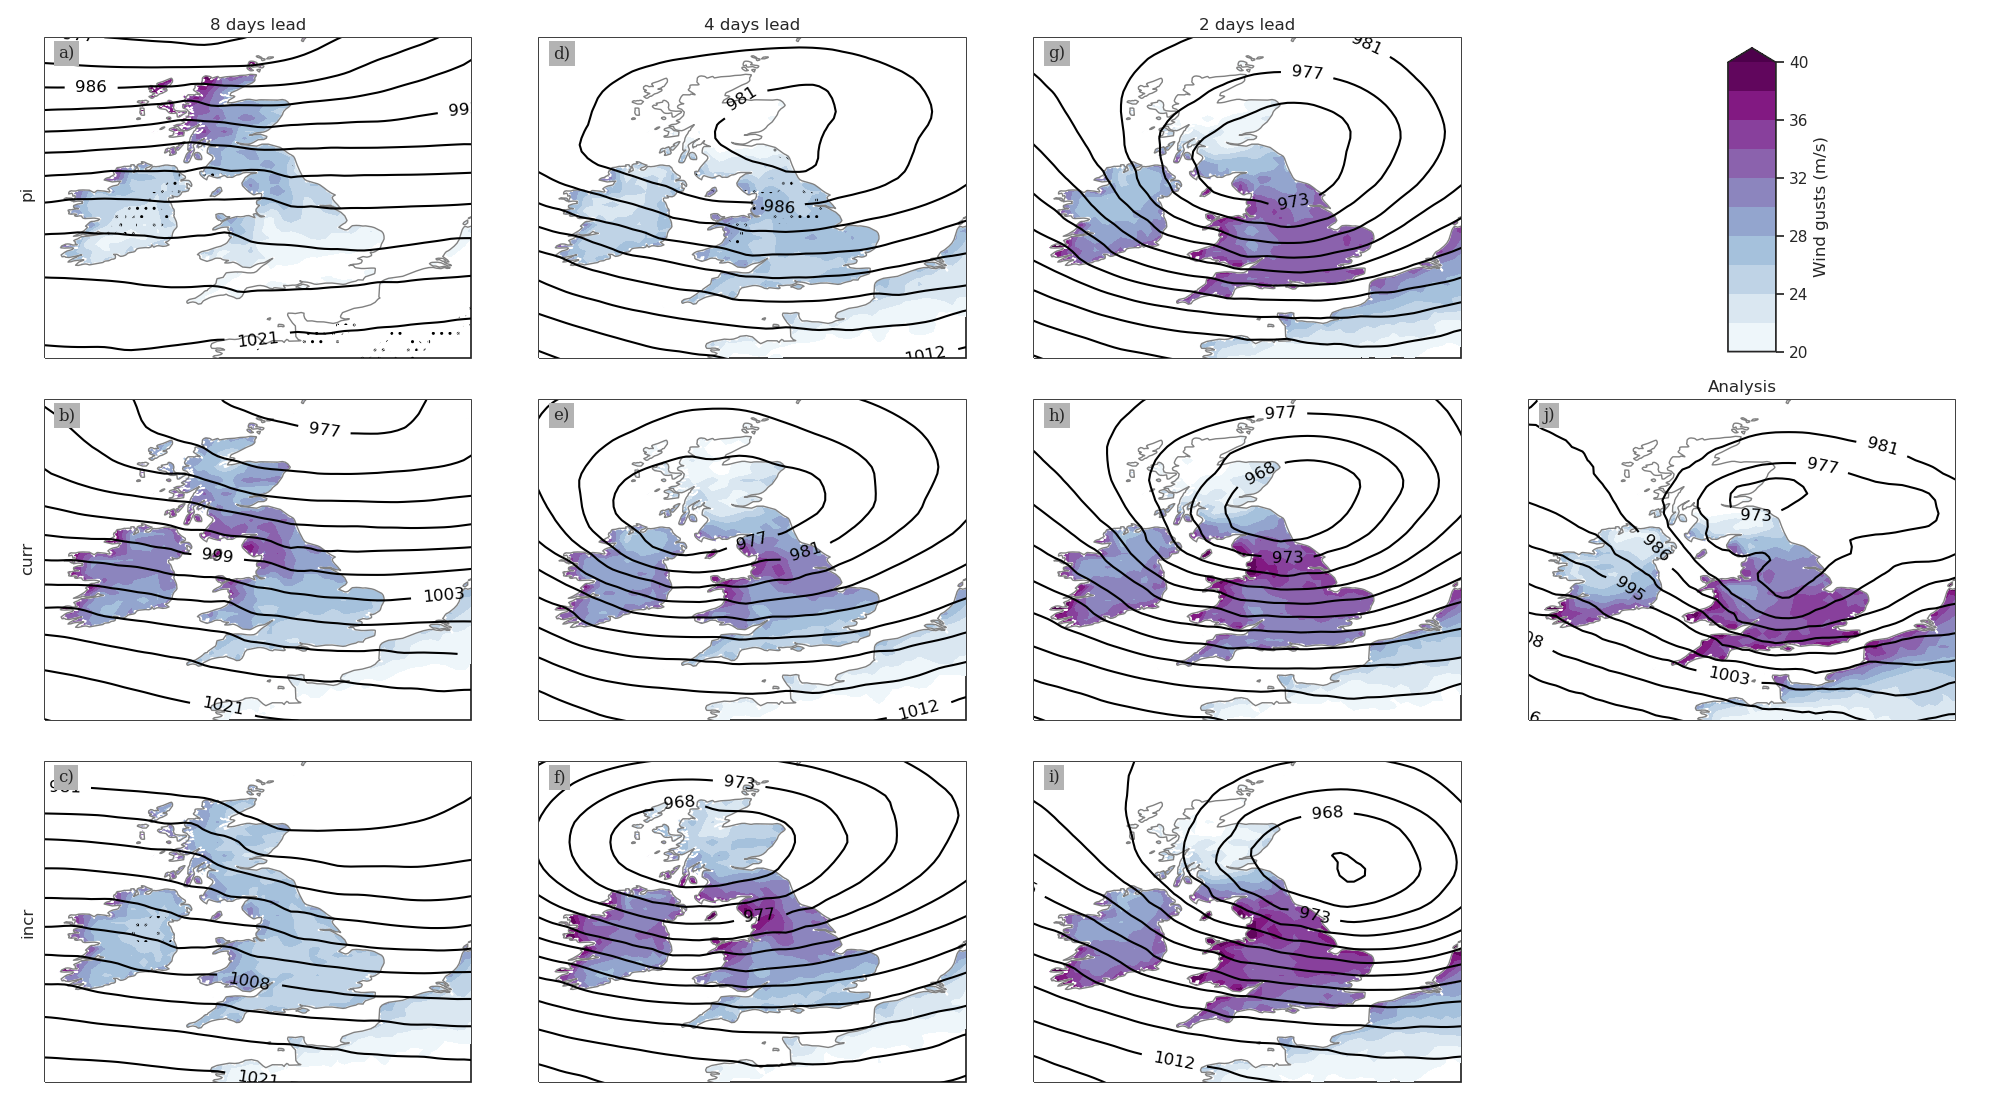 8 days lead
4 days lead
2 days lead
a)
986
99
1021
pi
d)
981
986
1012
g)
981
977
973
40
36
32
28
24
20
Wind gusts (m/s)
b)
977
999
1003
1021
curr
e)
977
981
1012
h)
977
968
973
Analysis
j)
981
977
973
986
995
1003
c)
981
1008
1021
incr
f)
973
968
977
i)
968
973
1012